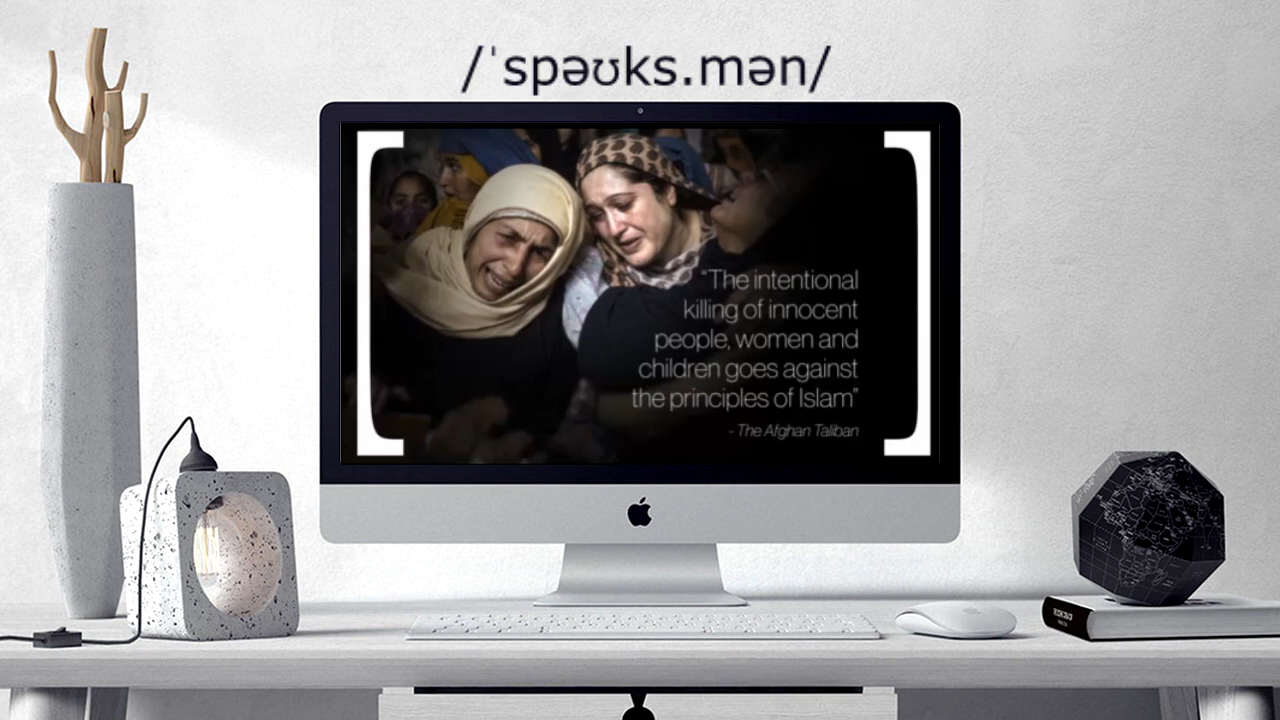 /ˈspəʊks.mən/
“The intentional
killing of innocent
people, women and
children goes against
the principles of Islam”
- The Afghan Taliban